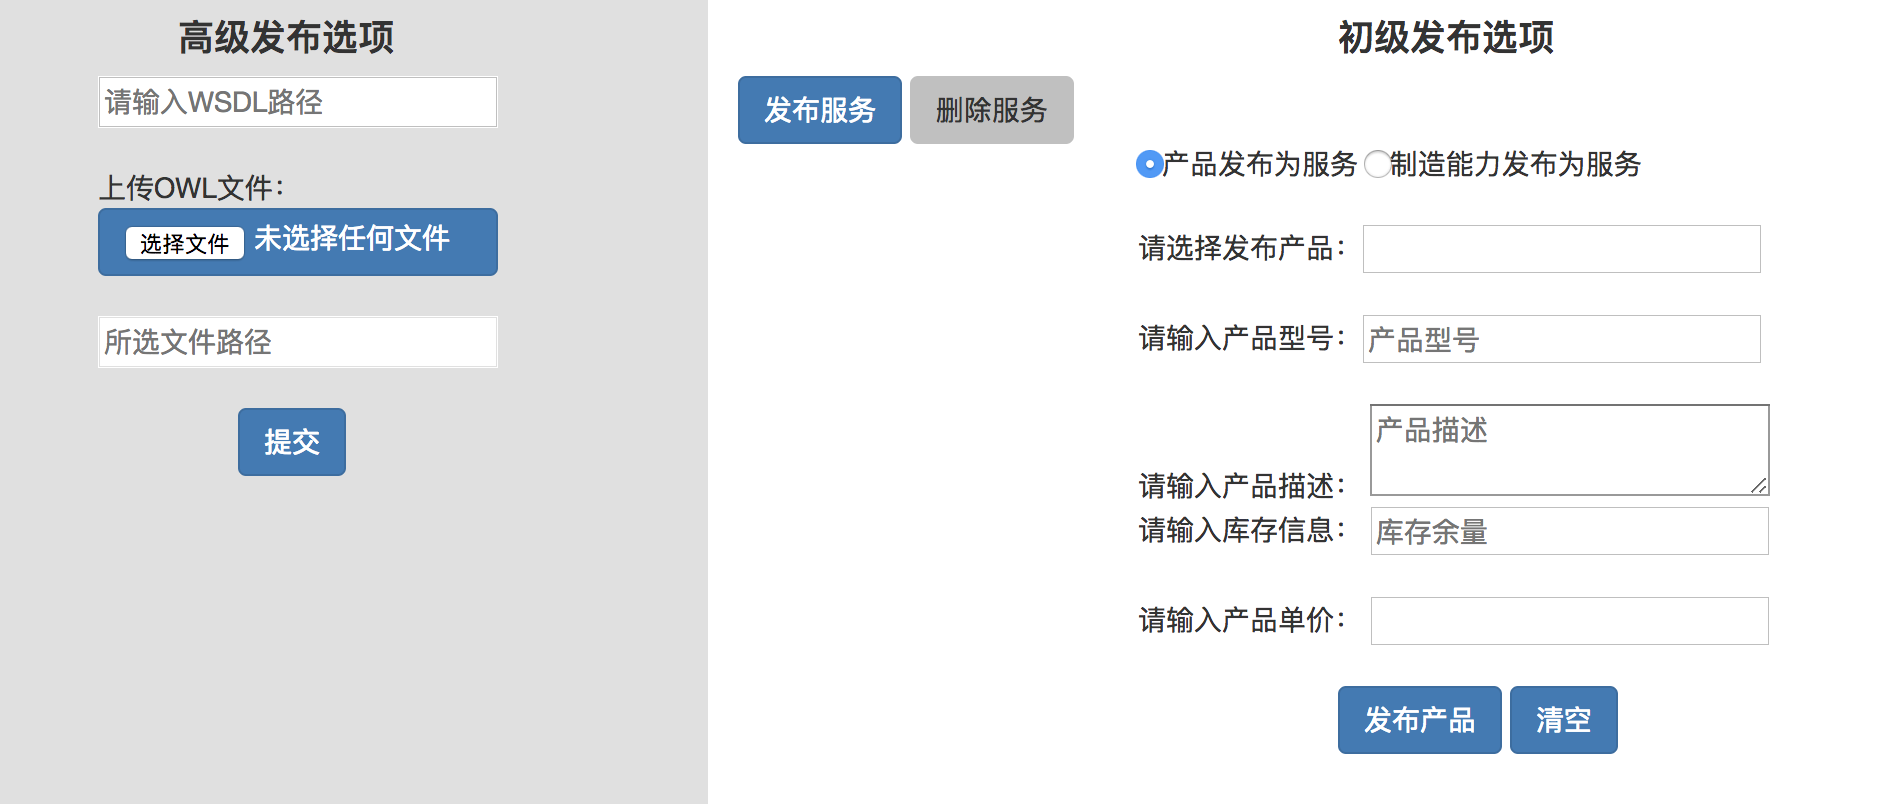 高级发布选项
请输入WSDL路径
上传OWL文件：
选择文件 未选择任何文件
所选文件路径
提交
发布服务 删除服务
初级发布选项
产品发布为服务 制造能力发布为服务
请选择发布产品：
请输入产品型号： 产品型号
产品描述
请输入产品描述：
请输入库存信息： 库存余量
请输入产品单价：
发布产品 清空